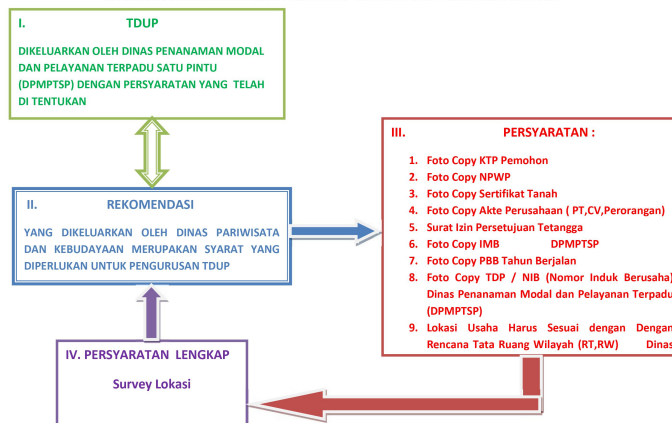 I. TDUP
DIKELUARKAN OLEH DINAS PENANAMAN MODAL
DAN PELAYANAN TERPADU SATU PINTU
(DPMPTSP) DENGAN PERSYARATAN YANG TELAH
DI TENTUKAN
II. REKOMENDASI
YANG DIKELUARKAN OLEH DINAS PARIWISATA
DAN KEBUDAYAAN MERUPAKAN SYARAT YANG
DIPERLUKAN UNTUK PENGURUSAN TDUP
III. PERSYARATAN :
1. Foto Copy KTP Pemohon
2. Foto Copy NPWP
3. Foto Copy Sertifikat Tanah
4. Foto Copy Akte Perusahaan ( PT,CV,Perorangan)
5. Surat Izin Persetujuan Tetangga
6. Foto Copy IMB DPMPTSP
7. Foto Copy PBB Tahun Berjalan
8. Foto Copy TDP / NIB (Nomor Induk Berusaha)
Dinas Penanaman Modal dan Pelayanan Terpadu
(DPMPTSP)
9. Lokasi Usaha Harus Sesuai dengan Dengan
Rencana Tata Ruang Wilayah (RT,RW) Dinas
IV. PERSYARATAN LENGKAP
Survey Lokasi